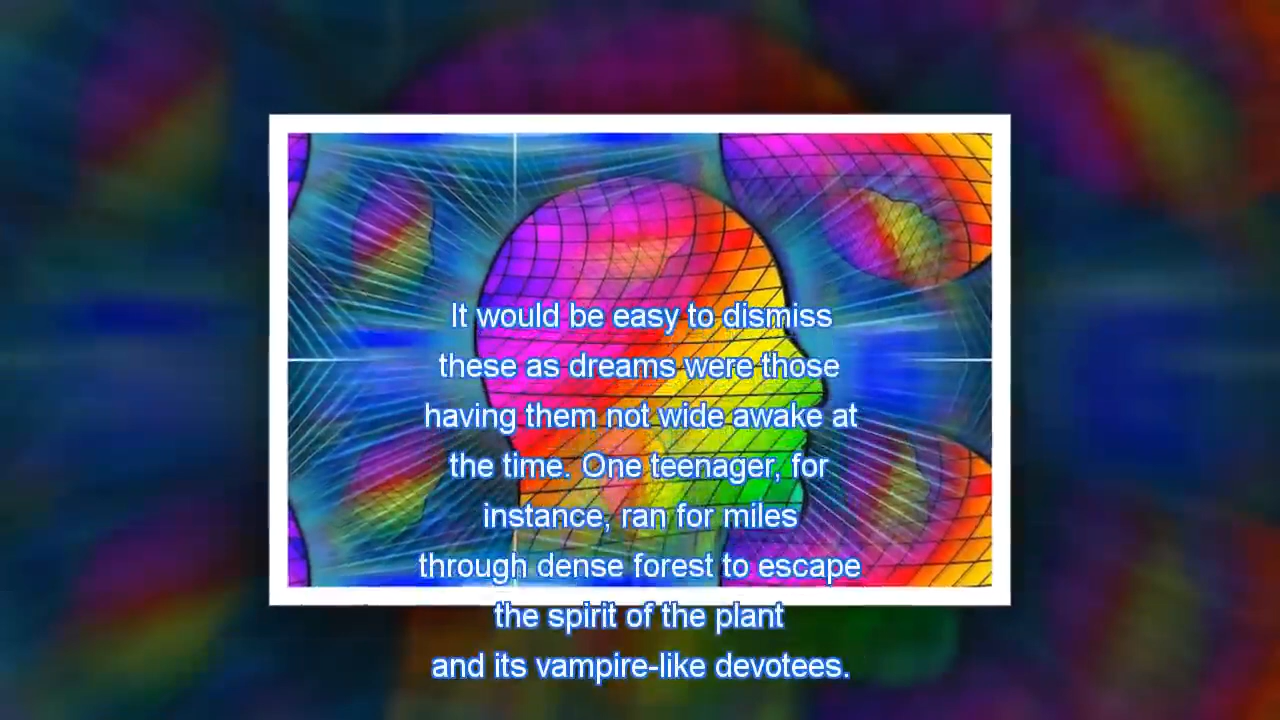 It would be easy to dismiss
these as dreams were those
having them not wide awake at
the time. One teenager, for
instance, ran for miles
through dense forest to escape
the spirit of the plant
and its vampire-like devotees.